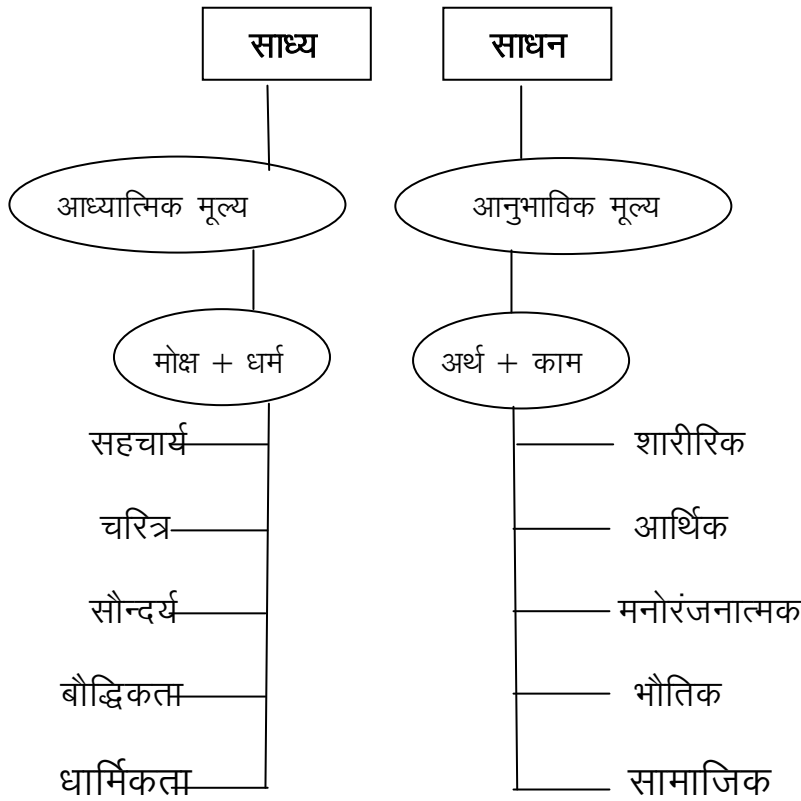 साध्य साधन
आध्यात्मिक मूल्य आनुभाविक मूल्य
मोक्ष + धर्म अर्थ + काम
सहचार्य शारीरिक
चरित्र आर्थिक
सौन्दर्य मनोरंजनात्मक
बौद्धिकता भौतिक
धार्मिकता सामाजिक